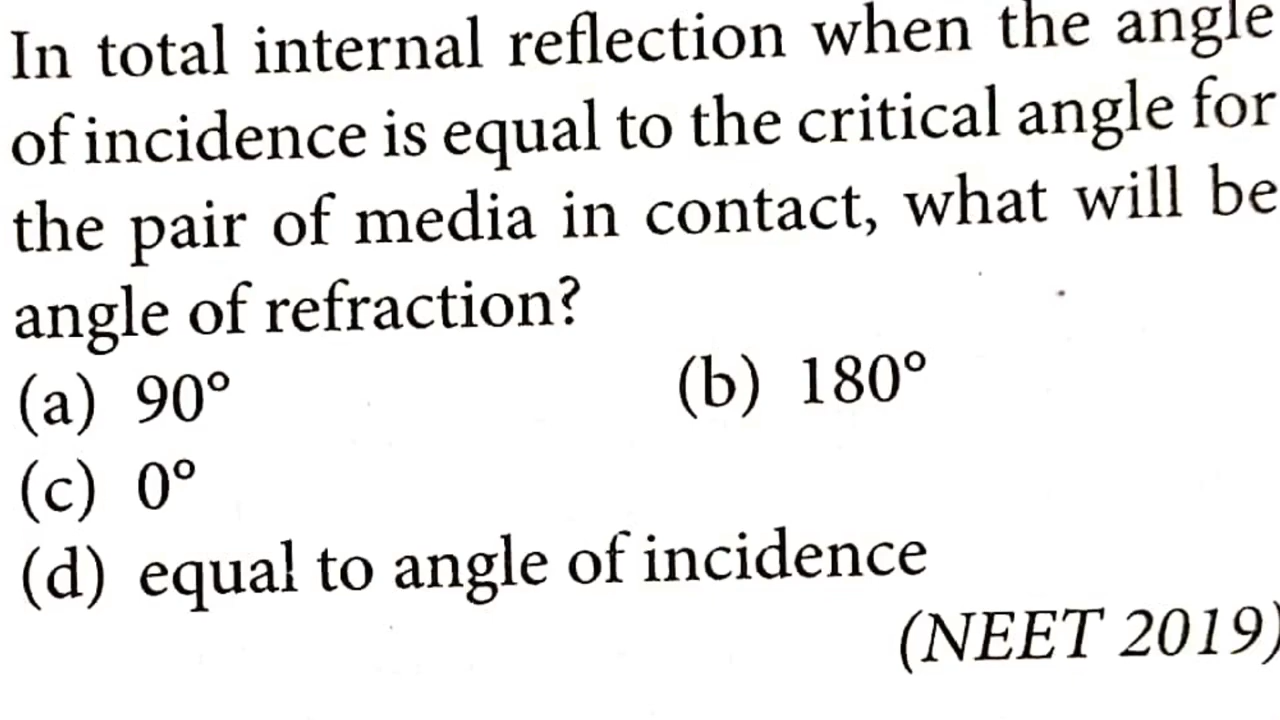 In total internal reflection when the angle
of incidence is equal to the critical angle for
the pair of media in contact, what will be
angle of refraction?
(a) 90° (b) 180°
(c) 0°
(d) equal to angle of incidence
(NEET 2019)